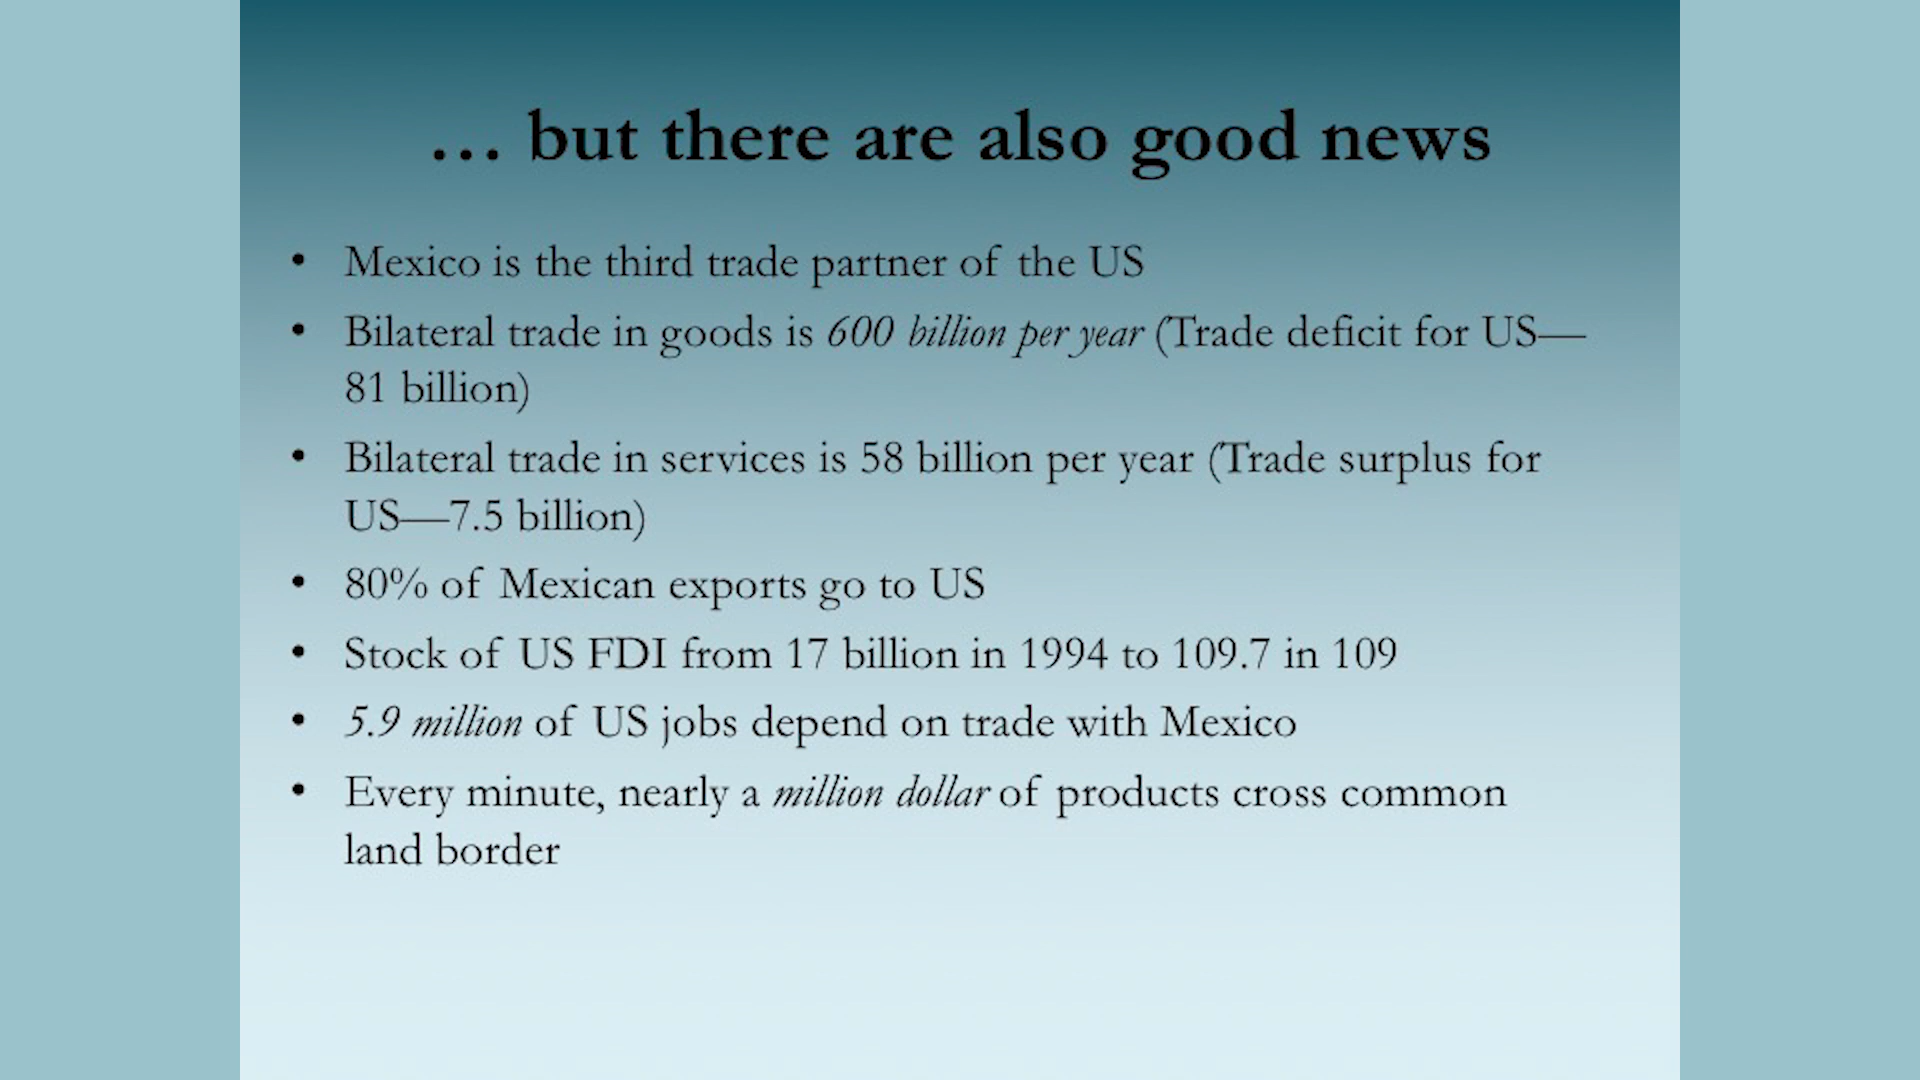 … but there are also good news
• Mexico is the third trade partner of the US
• Bilateral trade in goods is 600 billion per year (Trade deficit for US—
81 billion)
• Bilateral trade in services is 58 billion per year (Trade surplus for
US—7.5 billion)
• 80% of Mexican exports go to US
• Stock of US FDI from 17 billion in 1994 to 109.7 in 109
• 5.9 million of US jobs depend on trade with Mexico
• Every minute, nearly a million dollar of products cross common
land border